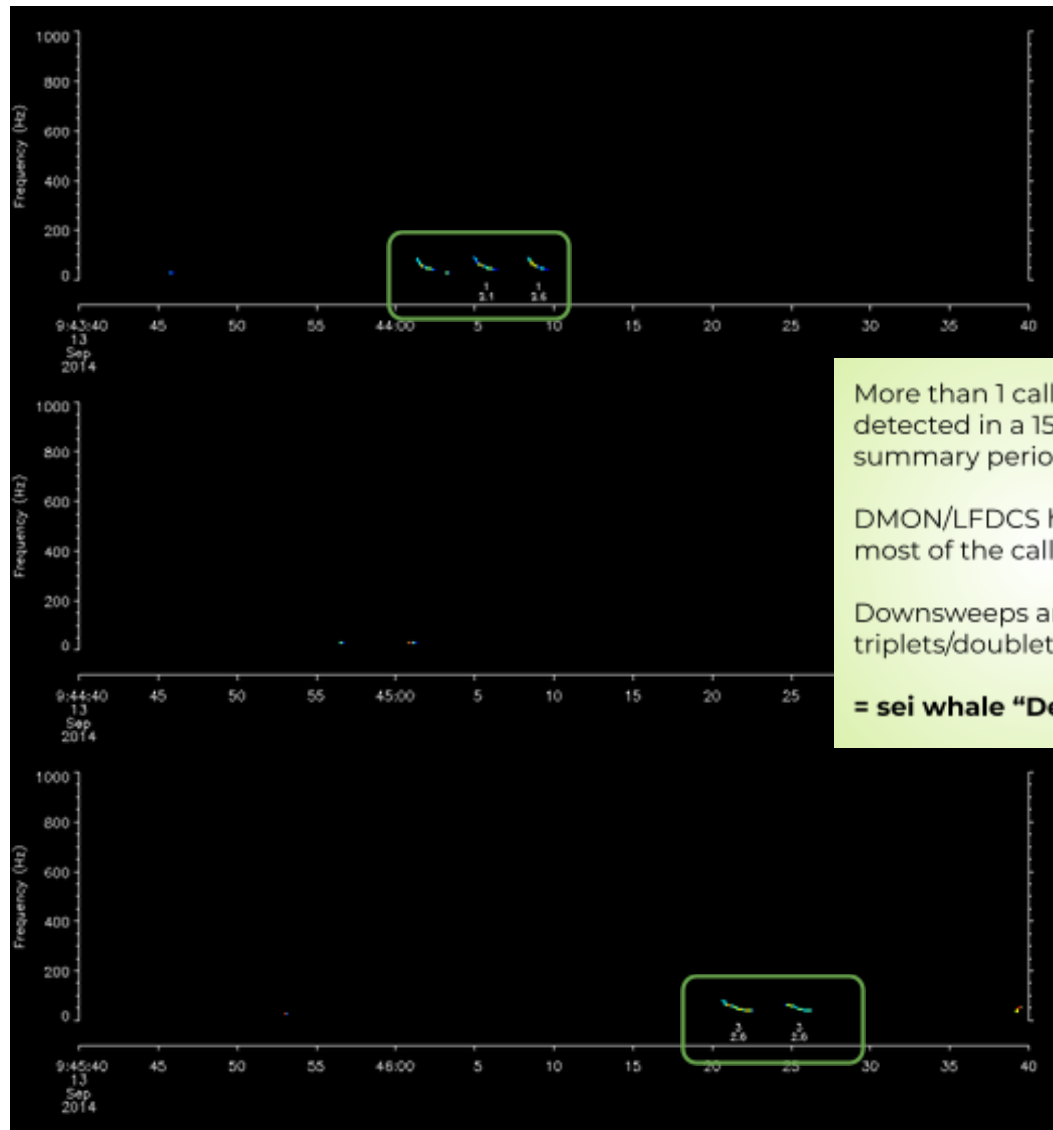 1000
800
600
400
200
0
Frequency (Hz)
1 1
3.1 3.6
9:43:40 45 50 55 44:00 5 10 15 20 25 30 35 40
13
Sep
2014
1000
800
600
400
200
0
Frequency (Hz)
9:44:40 45 50 55 45:00 5 10 15 20 25
13
Sep
2014
More than 1 call
detected in a 15
summary perio
DMON/LFDCS h
most of the call
Downsweeps ar
triplets/doublet
= sei whale “De
1000
800
600
400
200
0
Frequency (Hz)
3 3
2.6 2.6
9:45:40 45 50 55 46:00 5 10 15 20 25 30 35 40
13
Sep
2014